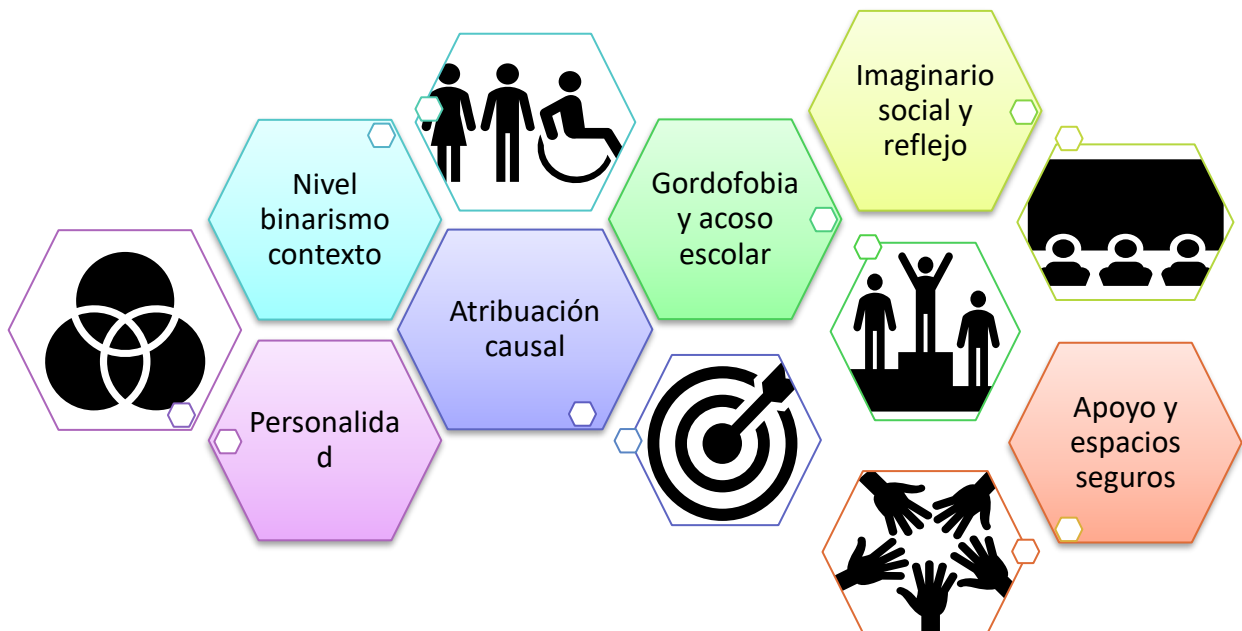 Imaginario
social y
reflejo
Nivel
binarismo
contexto
Gordofobia
y acoso
escolar
Atribuación
causal
Personalida
d
Apoyo y
espacios
seguros